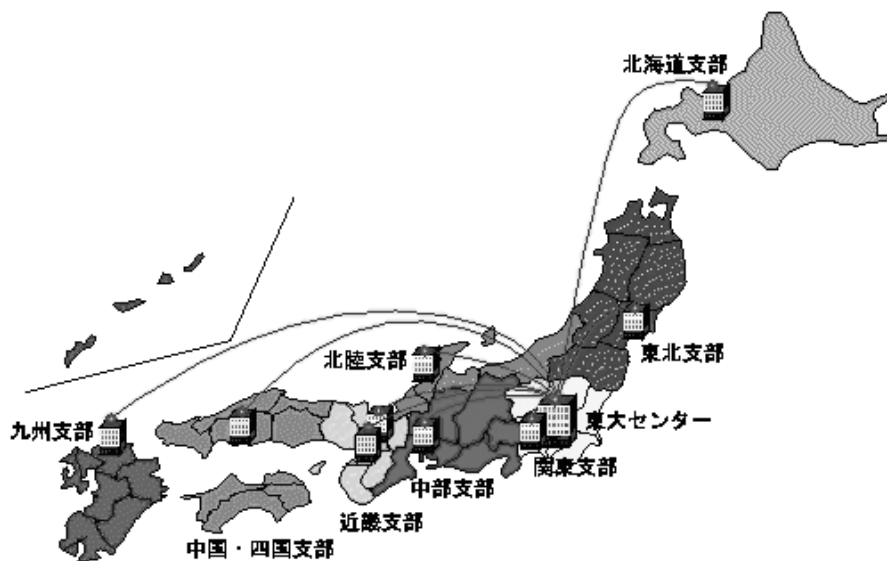 北海道支部
東北支部
北陸支部
九州支部
東大センター
関東支部
中部支部
近畿支部
中国・四国支部